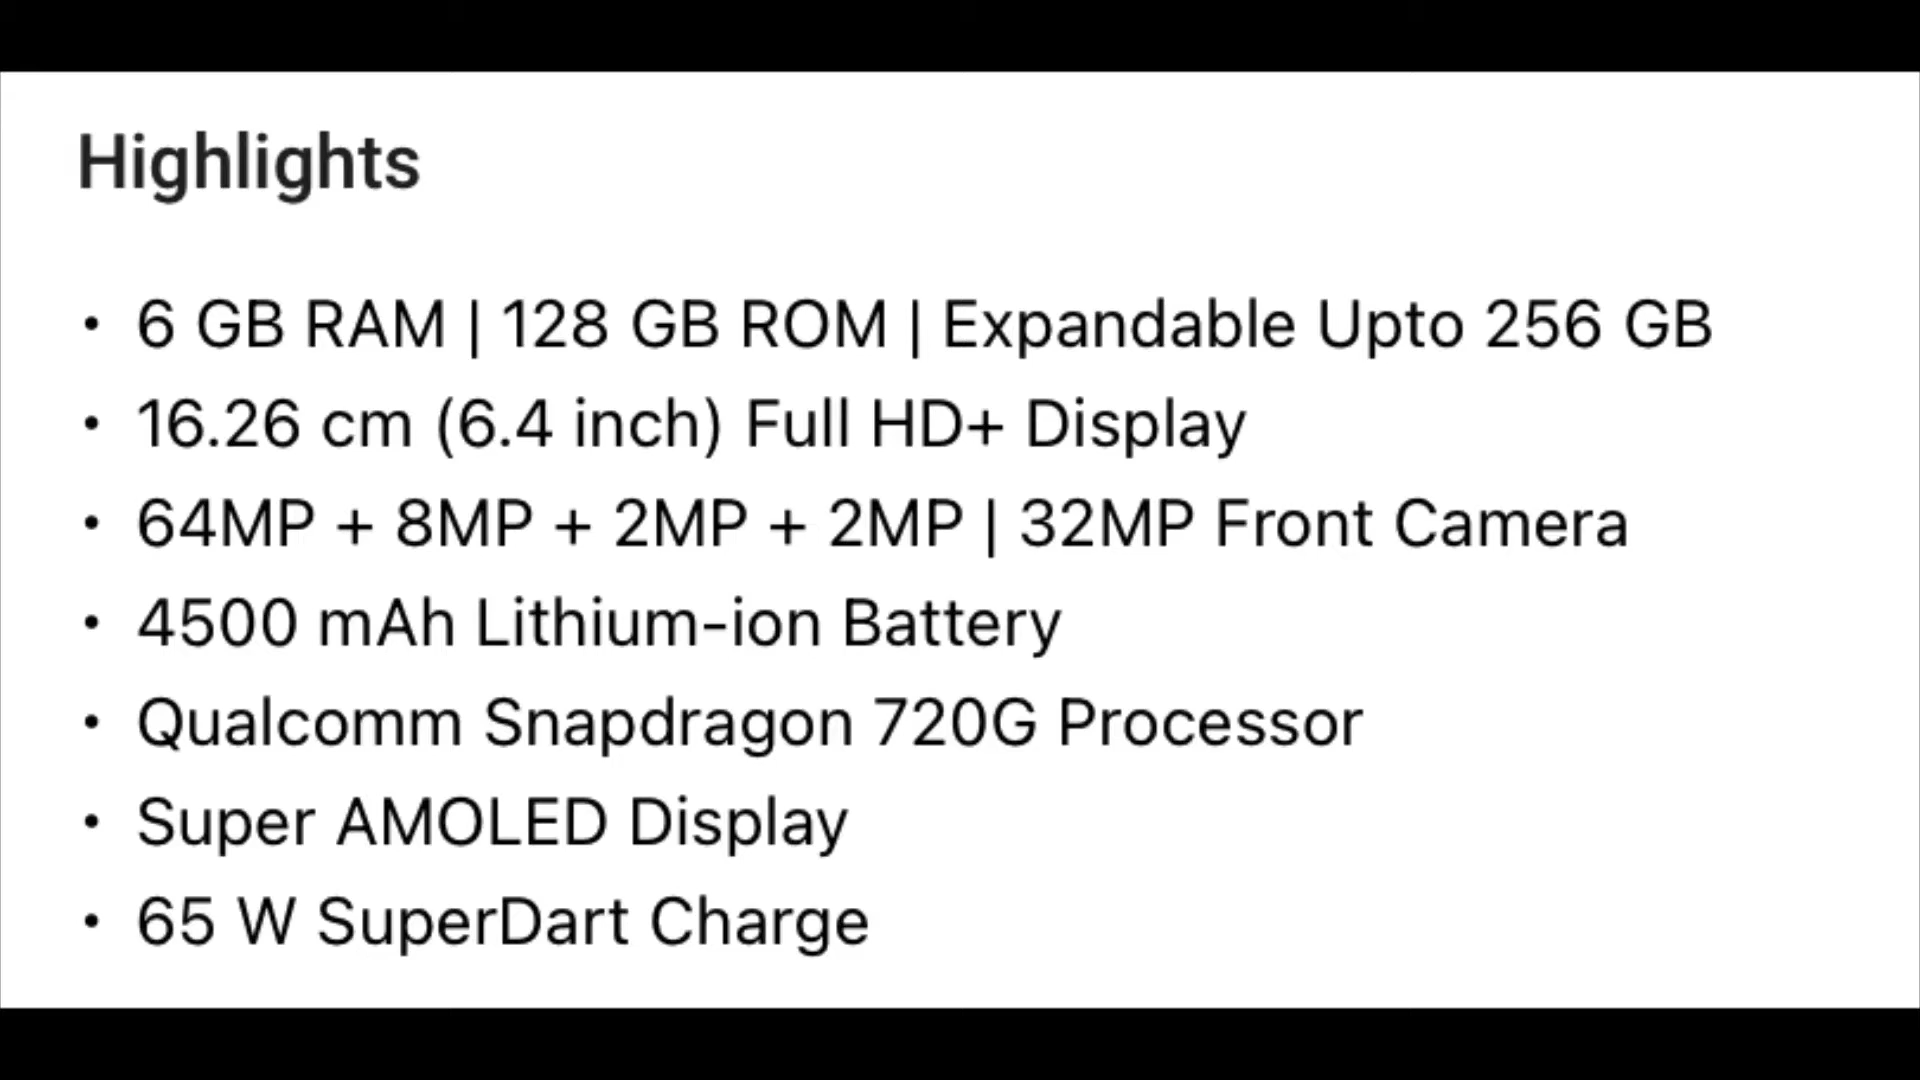 Highlights
• 6 GB RAM | 128 GB ROM | Expandable Upto 256 GB
• 16.26 cm (6.4 inch) Full HD+ Display
• 64MP + 8MP + 2MP + 2MP | 32MP Front Camera
• 4500 mAh Lithium-ion Battery
• Qualcomm Snapdragon 720G Processor
• Super AMOLED Display
• 65 W SuperDart Charge